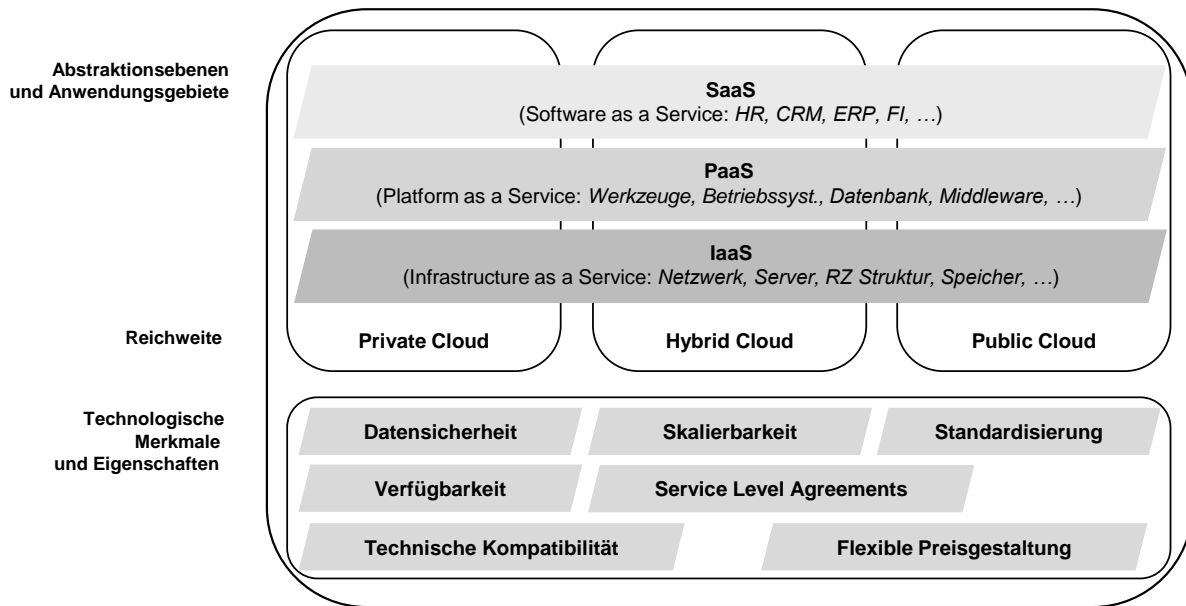 Abstraktionsebenen
und Anwendungsgebiete
SaaS
(Software as a Service: HR, CRM, ERP, FI, …)
PaaS
(Platform as a Service: Werkzeuge, Betriebssyst., Datenbank, Middleware, …)
IaaS
(Infrastructure as a Service: Netzwerk, Server, RZ Struktur, Speicher, …)
Reichweite
Private Cloud
Hybrid Cloud
Public Cloud
Technologische
Merkmale
und Eigenschaften
Datensicherheit
Skalierbarkeit
Standardisierung
Verfügbarkeit
Service Level Agreements
Technische Kompatibilität
Flexible Preisgestaltung